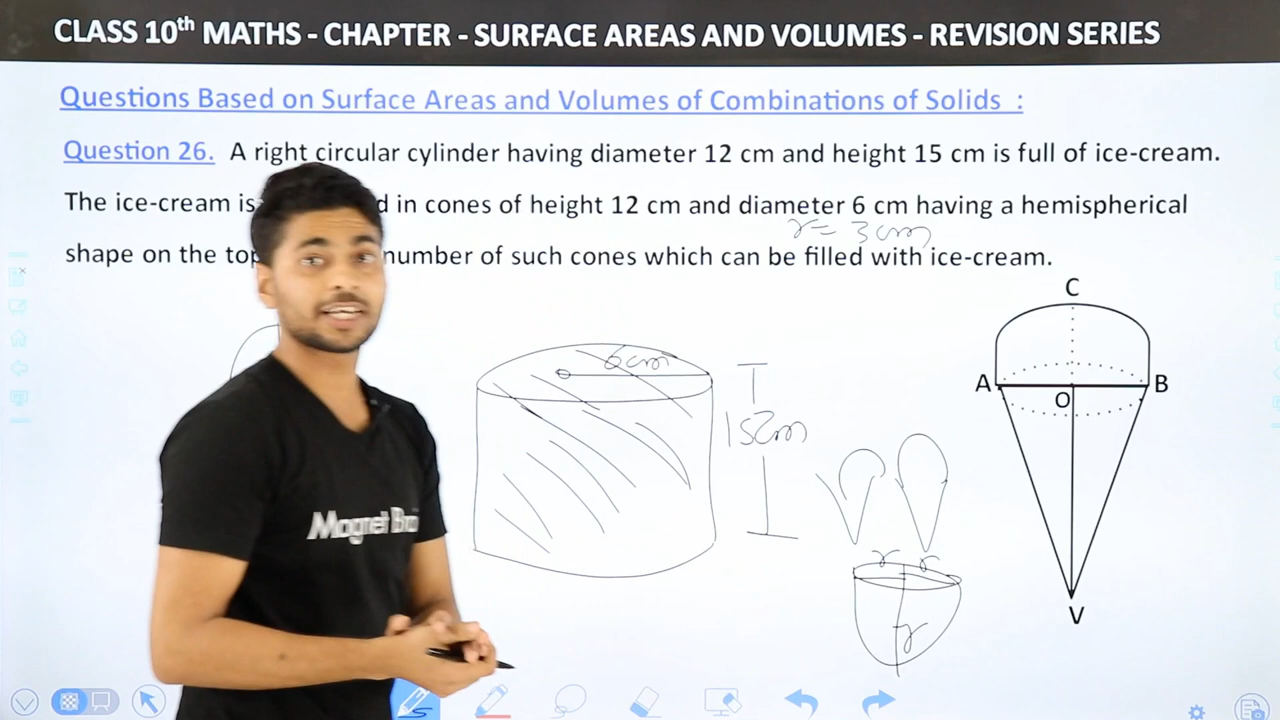 CLASS 10th MATHS - CHAPTER - SURFACE AREAS AND VOLUMES - REVISION SERIES
Questions Based on Surface Areas and Volumes of Combinations of Solids :
Question 26. A right circular cylinder having diameter 12 cm and height 15 cm is full of ice-cream.
The ice-cream is d in cones of height 12 cm and diameter 6 cm having a hemispherical
r = 3 cm
shape on the top number of such cones which can be filled with ice-cream.
C
6cm
A
B
O
15cm
r r
r
V
Magnet Bra